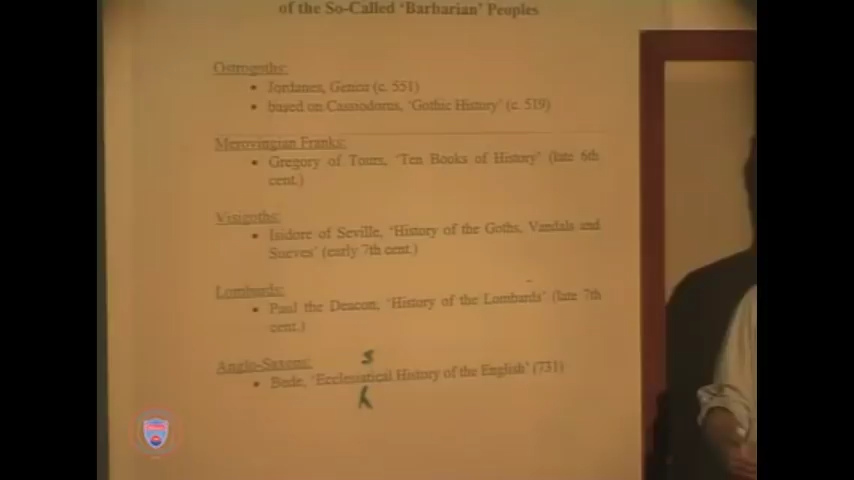 of the So-Called 'Barbarian' Peoples
Ostrogoths:
• Jordanes, Getica (c. 551)
• based on Cassiodorus, 'Gothic History' (c. 519)
Merovingian Franks:
• Gregory of Tours, 'Ten Books of History' (late 6th
cent.)
Visigoths:
• Isidore of Seville, 'History of the Goths, Vandals and
Sueves' (early 7th cent.)
Lombards:
• Paul the Deacon, 'History of the Lombards' (late 7th
cent.)
s
Anglo-Saxons:
• Bede, 'Ecclesiatical History of the English' (731)